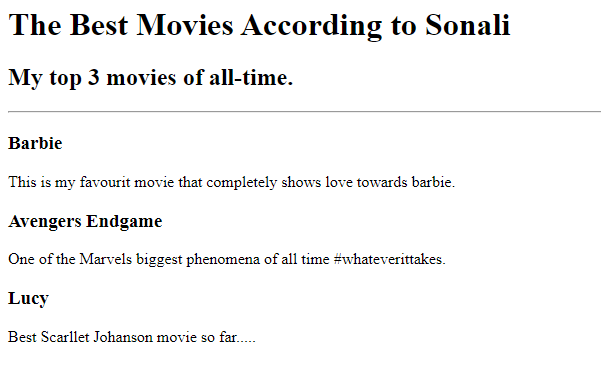 The Best Movies According to Sonali
My top 3 movies of all-time.
Barbie
This is my favourit movie that completely shows love towards barbie.
Avengers Endgame
One of the Marvels biggest phenomena of all time #whateverittakes.
Lucy
Best Scarllet Johanson movie so far.....